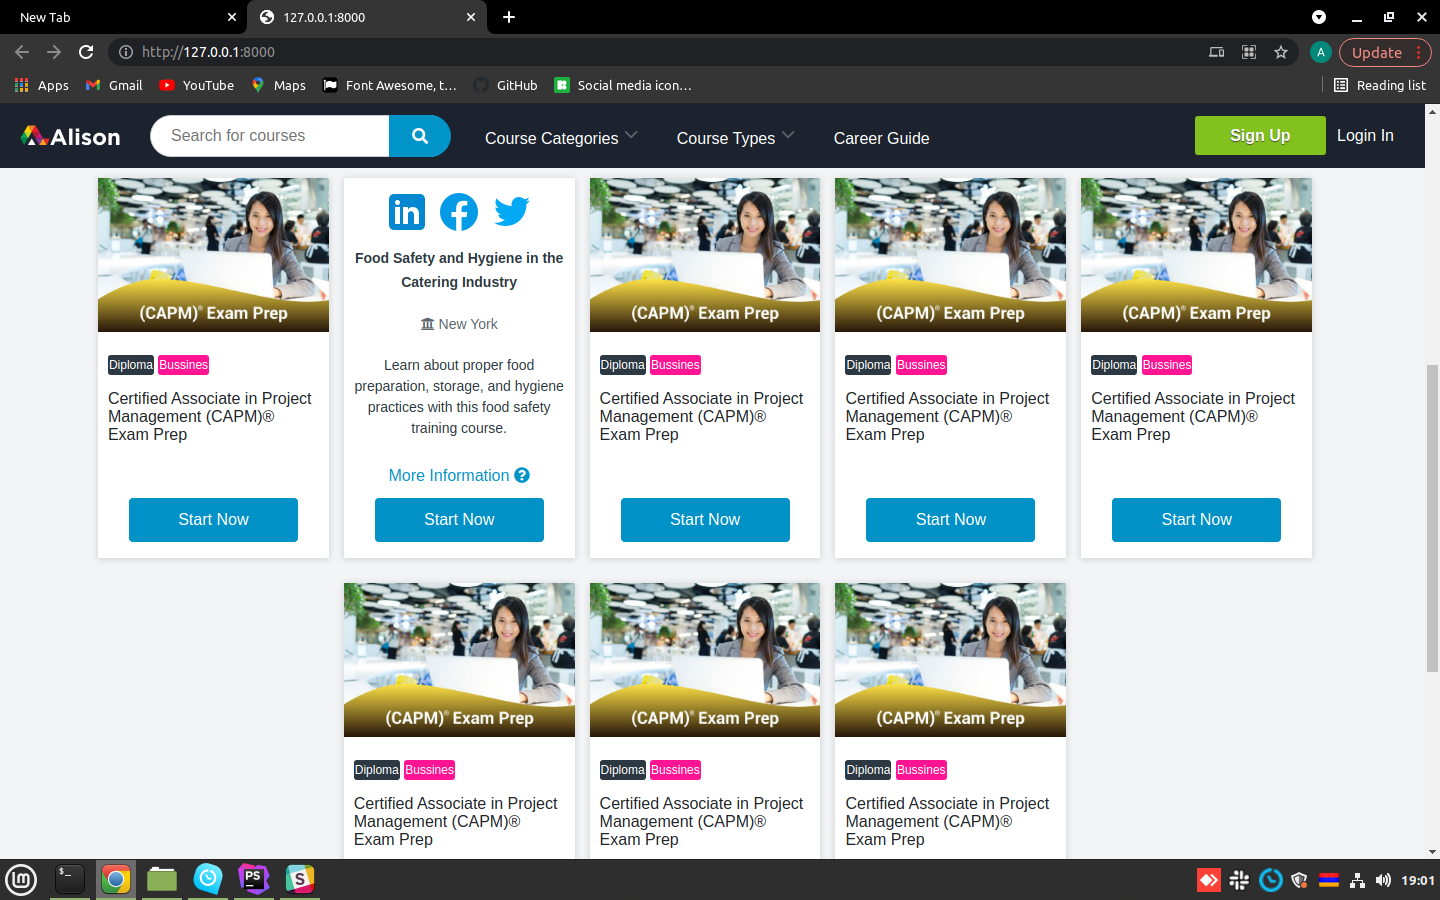 New Tab
127.0.0.1:8000
http://127.0.0.1:8000
A
Update
Apps
Gmail
YouTube
Maps
Font Awesome, t...
GitHub
Social media icon...
Reading list
Alison
Search for courses
Course Categories
Course Types
Career Guide
Sign Up
Login In
(CAPM)® Exam Prep
Diploma Bussines
Certified Associate in Project
Management (CAPM)®
Exam Prep
Start Now
in
Food Safety and Hygiene in the
Catering Industry
New York
Learn about proper food
preparation, storage, and hygiene
practices with this food safety
training course.
More Information ?
Start Now
(CAPM)® Exam Prep
Diploma Bussines
Certified Associate in Project
Management (CAPM)®
Exam Prep
Start Now
(CAPM)® Exam Prep
Diploma Bussines
Certified Associate in Project
Management (CAPM)®
Exam Prep
Start Now
(CAPM)® Exam Prep
Diploma Bussines
Certified Associate in Project
Management (CAPM)®
Exam Prep
Start Now
(CAPM)® Exam Prep
Diploma Bussines
Certified Associate in Project
Management (CAPM)®
Exam Prep
(CAPM)® Exam Prep
Diploma Bussines
Certified Associate in Project
Management (CAPM)®
Exam Prep
(CAPM)® Exam Prep
Diploma Bussines
Certified Associate in Project
Management (CAPM)®
Exam Prep
$_
PS
S
19:01